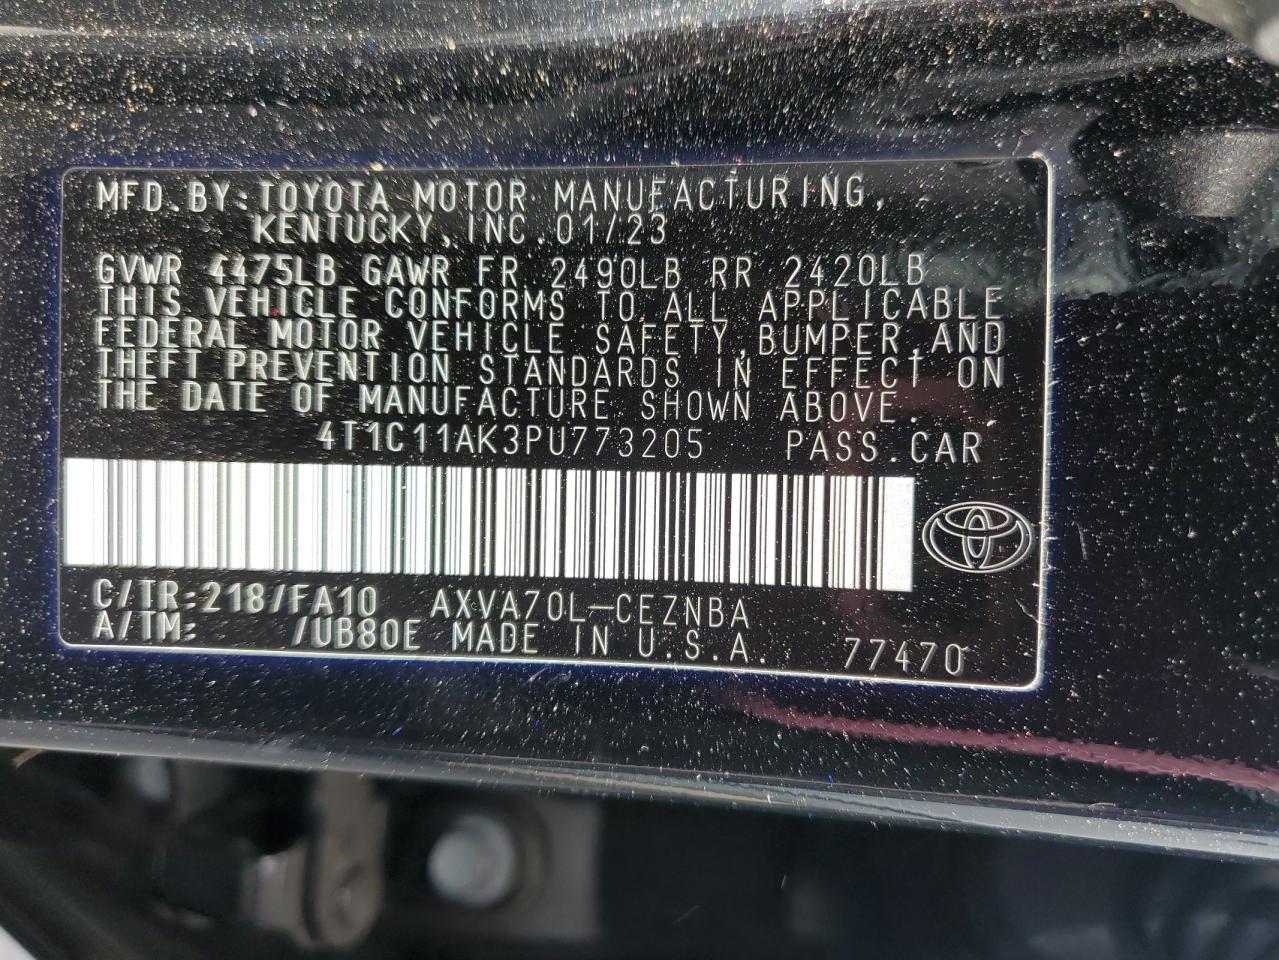 MFD.BY:TOYOTA MOTOR MANUFACTURING,
KENTUCKY, INC. 01/23
GVWR 4475LB GAWR FR 2490LB RR 2420LB
THIS VEHICLE CONFORMS TO ALL APPLICABLE
FEDERAL MOTOR VEHICLE SAFETY, BUMPER, AND
THEFT PREVENTION STANDARDS IN EFFECT ON
THE DATE OF MANUFACTURE SHOWN ABOVE.
4T1C11AK3PU773205 PASS.CAR
C/TR:218/FA10 AXVA70L-CEZNBA
A/TM: /UB80E MADE IN U.S.A. 77470